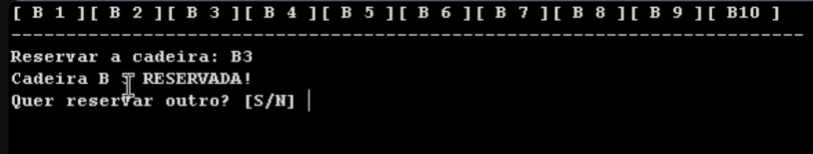 [ B 1 ][ B 2 ][ B 3 ][ B 4 ][ B 5 ][ B 6 ][ B 7 ][ B 8 ][ B 9 ][ B10 ]
--------------------------------------------------------------------------------
Reservar a cadeira: B3
Cadeira B RESERVADA!
Quer reservar outro? [S/N]